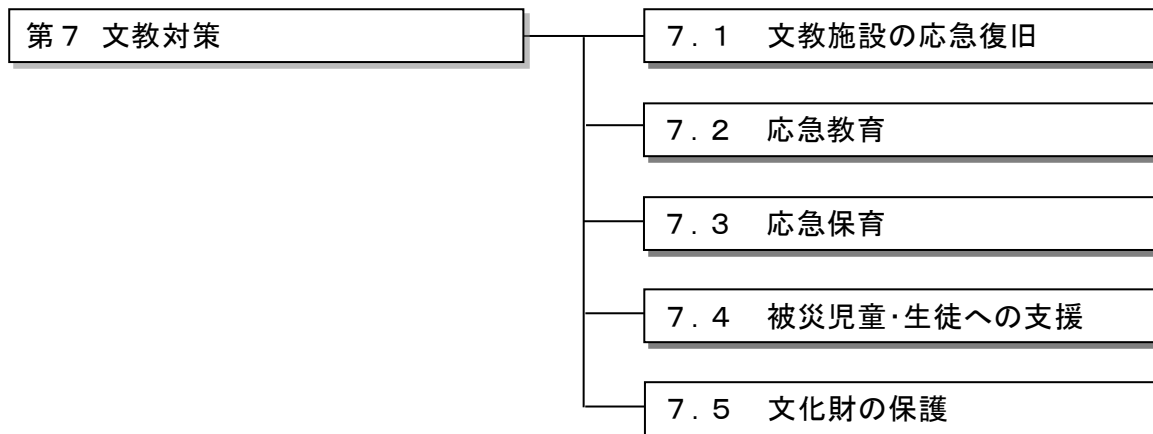 第７ 文教対策
７．１ 文教施設の応急復旧
７．２ 応急教育
７．３ 応急保育
７．４ 被災児童・生徒への支援
７．５ 文化財の保護